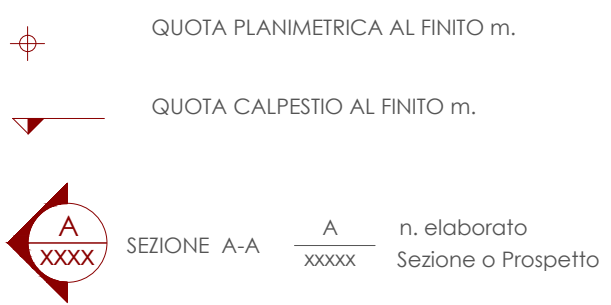 QUOTA PLANIMETRICA AL FINITO m.
QUOTA CALPESTIO AL FINITO m.
A
XXXX
SEZIONE A-A
A
xxxxx
n. elaborato
Sezione o Prospetto